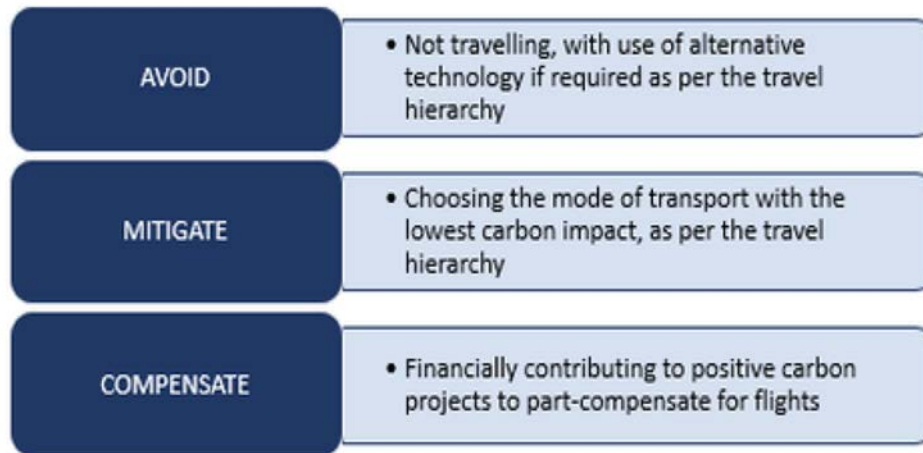 AVOID
• Not travelling, with use of alternative
technology if required as per the travel
hierarchy
MITIGATE
• Choosing the mode of transport with the
lowest carbon impact, as per the travel
hierarchy
COMPENSATE
• Financially contributing to positive carbon
projects to part-compensate for flights